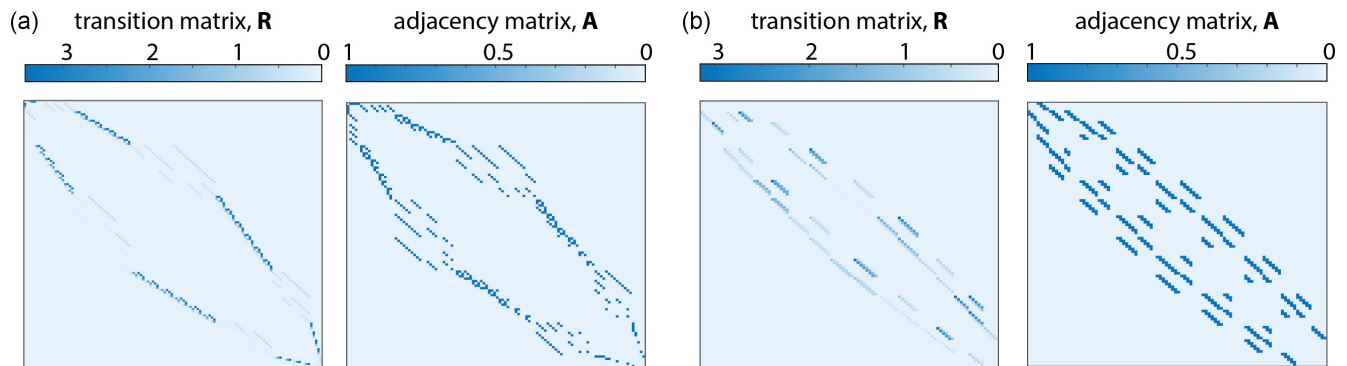 (a) transition matrix, R adjacency matrix, A (b) transition matrix, R adjacency matrix, A
3 2 1 0 1 0.5 0 3 2 1 0 1 0.5 0